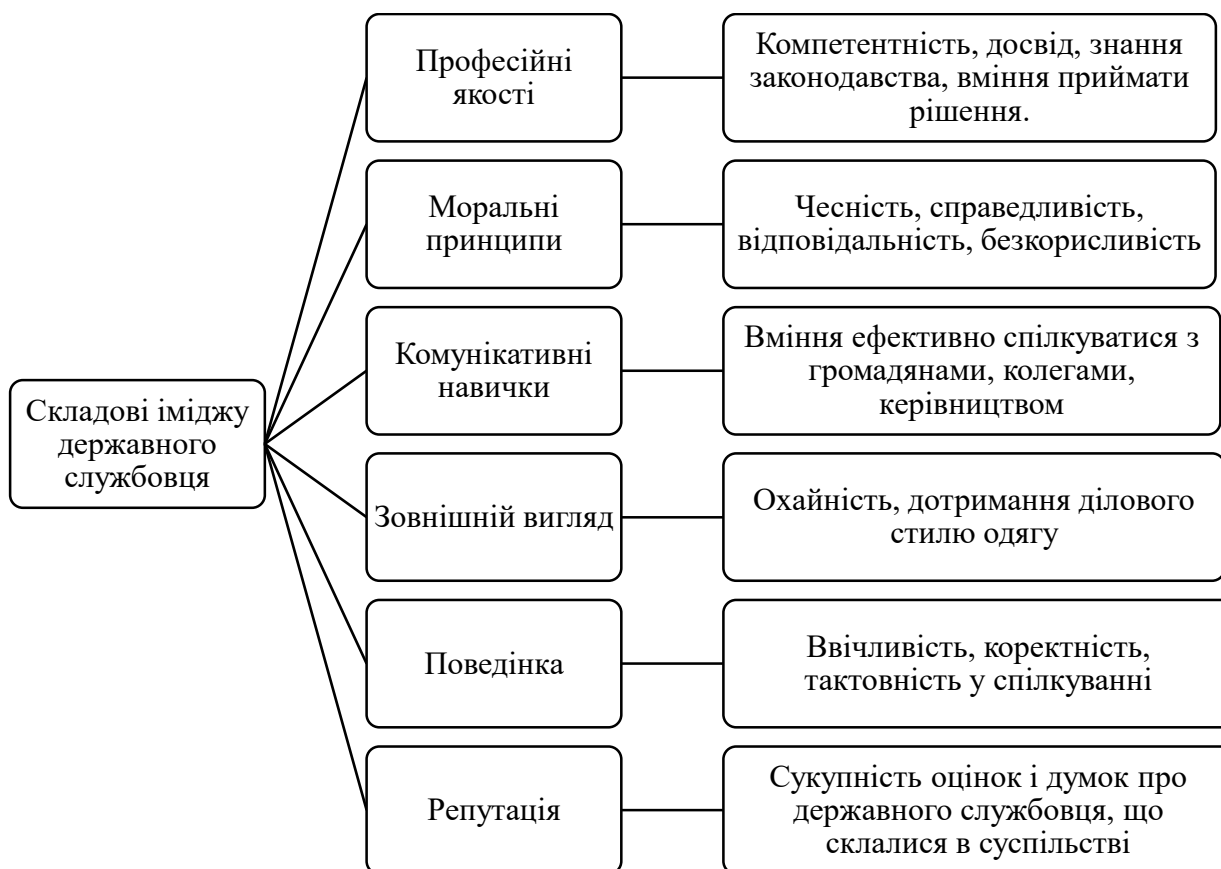 Складові іміджу
державного
службовця
Професійні
якості
Компетентність, досвід, знання
законодавства, вміння приймати
рішення.
Моральні
принципи
Чесність, справедливість,
відповідальність, безкорисливість
Комунікативні
навички
Вміння ефективно спілкуватися з
громадянами, колегами,
керівництвом
Зовнішній вигляд
Охайність, дотримання ділового
стилю одягу
Поведінка
Ввічливість, коректність,
тактовність у спілкуванні
Репутація
Сукупність оцінок і думок про
державного службовця, що
склалися в суспільстві